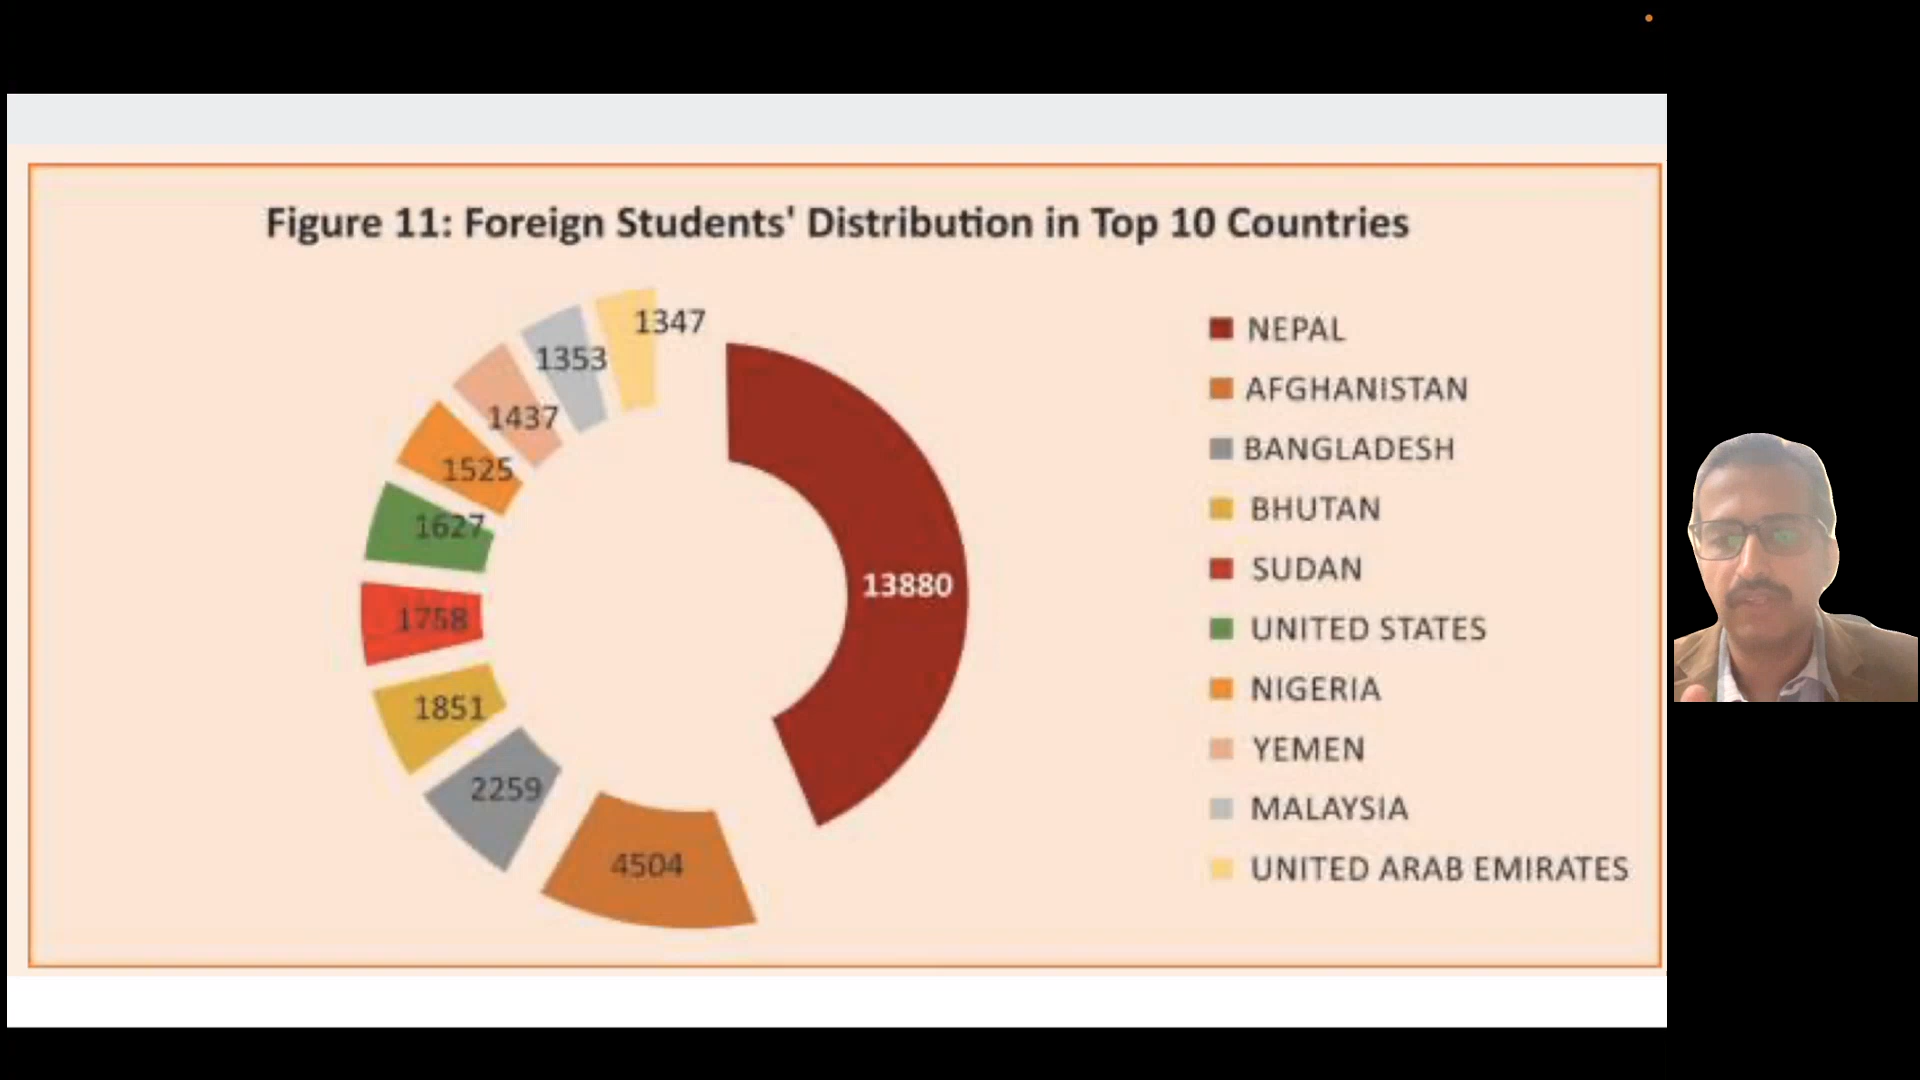 Figure 11: Foreign Students' Distribution in Top 10 Countries
1347
1353
1437
1525
1627
1758
1851
2259
4504
13880
NEPAL
AFGHANISTAN
BANGLADESH
BHUTAN
SUDAN
UNITED STATES
NIGERIA
YEMEN
MALAYSIA
UNITED ARAB EMIRATES